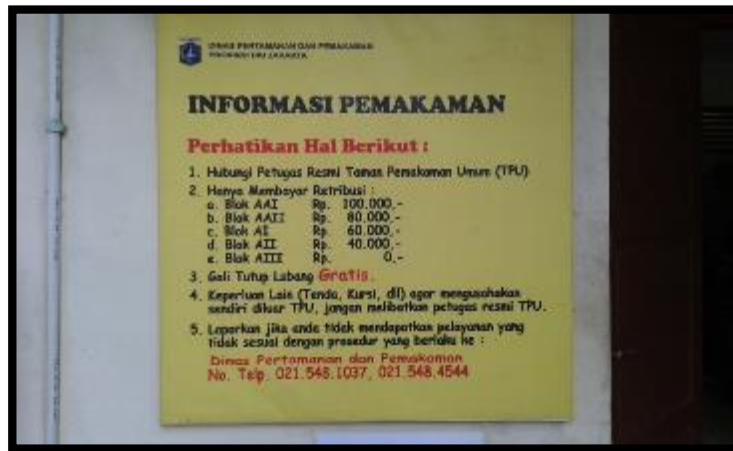 DINAS PERTAMANAN DAN PEMAKAMAN
PROVINSI DKI JAKARTA
INFORMASI PEMAKAMAN
Perhatikan Hal Berikut :
1. Hubungi Petugas Resmi Taman Pemakaman Umum (TPU)
2. Hanya Membayar Retribusi :
a. Blok AAI Rp. 100.000,-
b. Blok AAII Rp. 80.000,-
c. Blok AI Rp. 60.000,-
d. Blok AII Rp. 40.000,-
e. Blok AIII Rp. 0,-
3. Gali Tutup Lubang Gratis.
4. Keperluan Lain (Tenda, Kursi, dll) agar mengusahakan
sendiri diluar TPU, jangan melibatkan petugas resmi TPU.
5. Laporkan jika anda tidak mendapatkan pelayanan yang
tidak sesuai dengan prosedur yang berlaku ke :
Dinas Pertamanan dan Pemakaman
No. Telp. 021.548.1037, 021.548.4544